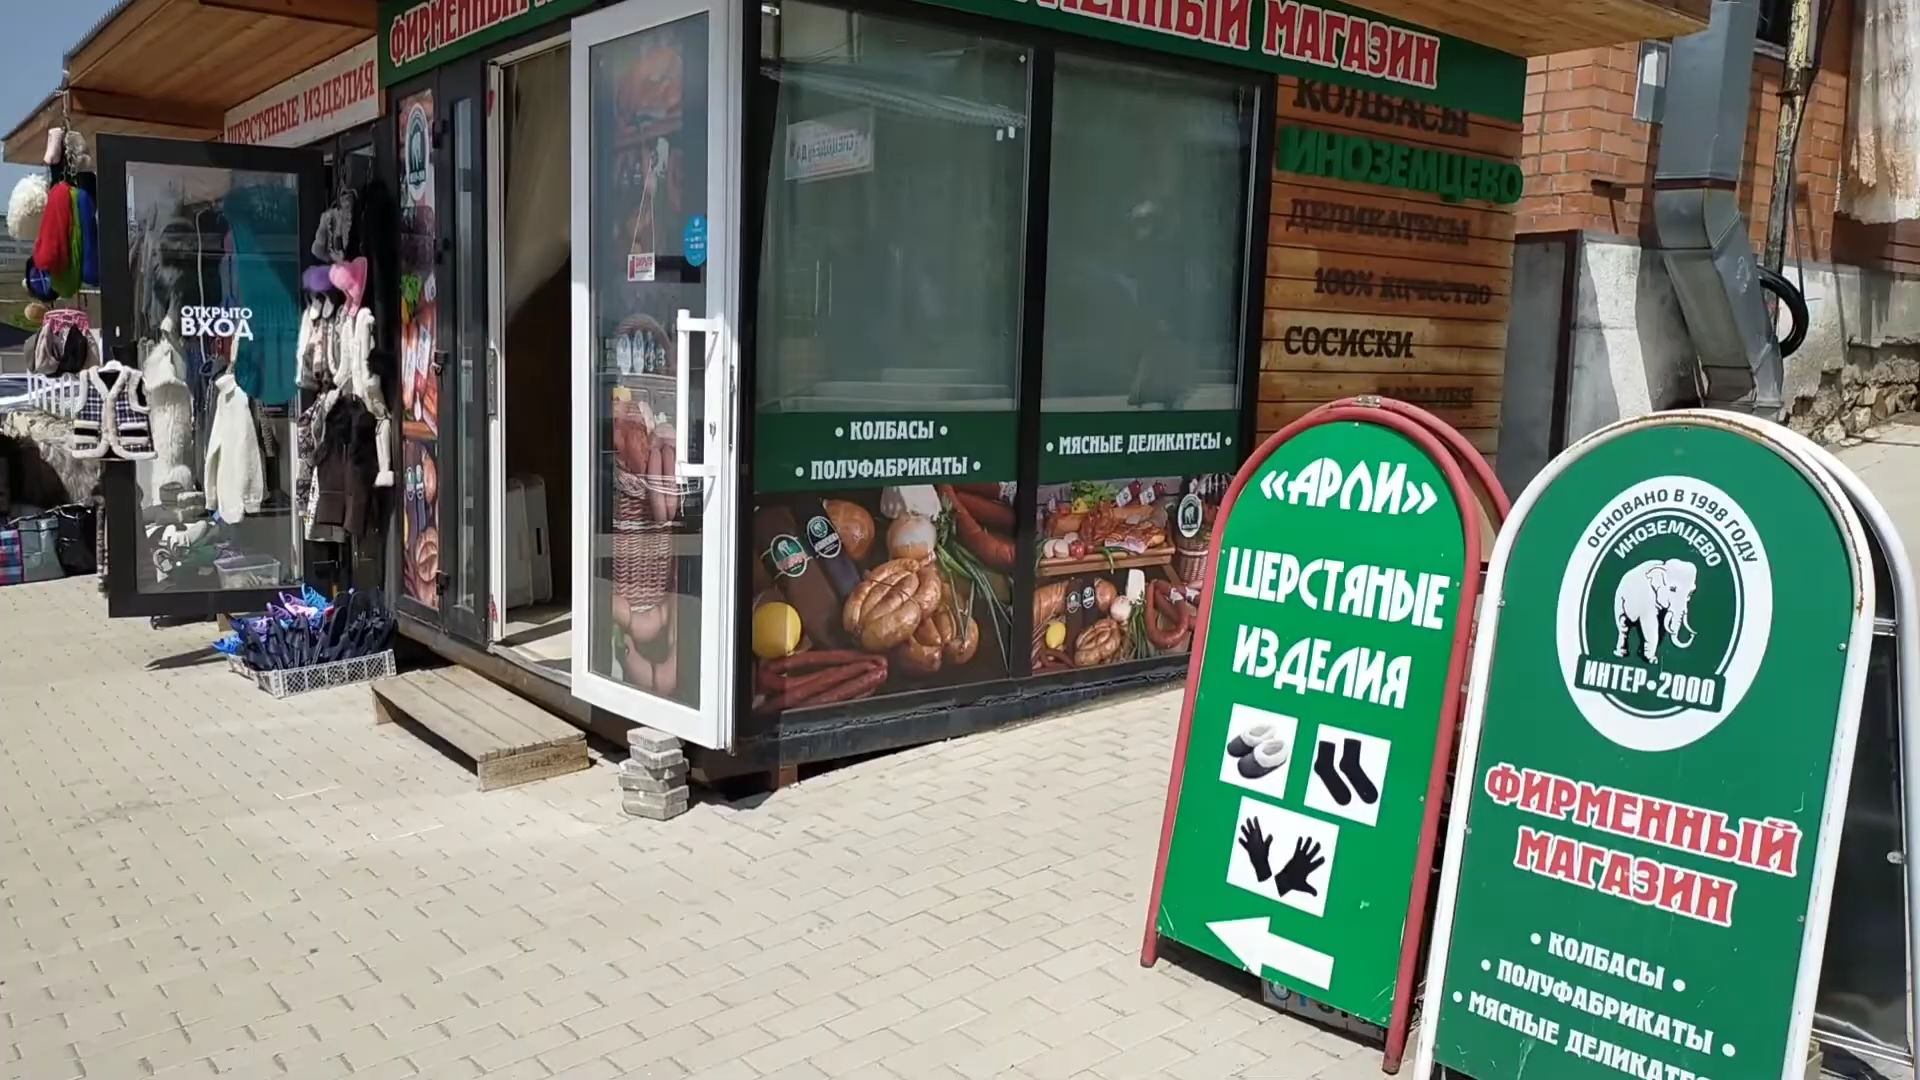 ФИРМЕННЫЙ
МАГАЗИН
ШЕРСТЯНЫЕ ИЗДЕЛИЯ
ОТКРЫТО
ВХОД
КОЛБАСЫ
ИНОЗЕМЦЕВО
ДЕЛИКАТЕСЫ
100% качество
СОСИСКИ
• КОЛБАСЫ •
• ПОЛУФАБРИКАТЫ •
• МЯСНЫЕ ДЕЛИКАТЕСЫ •
«АРЛИ»
ШЕРСТЯНЫЕ
ИЗДЕЛИЯ
ОСНОВАНО В 1998 ГОДУ
ИНОЗЕМЦЕВО
ИНТЕР•2000
ФИРМЕННЫЙ
МАГАЗИН
• КОЛБАСЫ •
• ПОЛУФАБРИКАТЫ •
• МЯСНЫЕ ДЕЛИКАТЕС